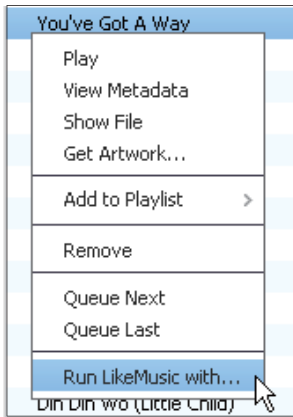 You've Got A Way
Play
View Metadata
Show File
Get Artwork...
Add to Playlist >
Remove
Queue Next
Queue Last
Run LikeMusic with...
Din Din Wo (Little Child)